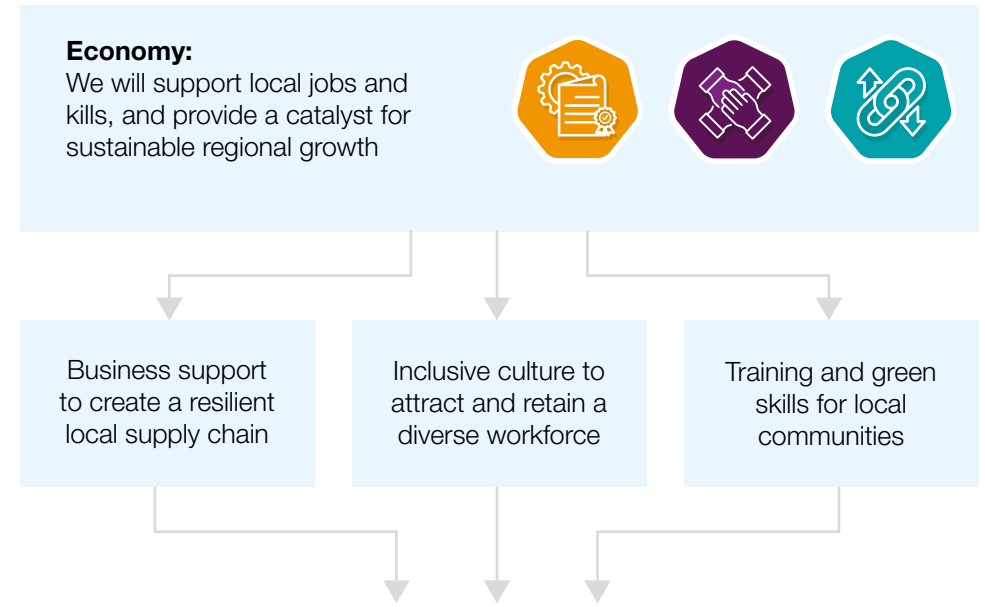 Economy:
We will support local jobs and
kills, and provide a catalyst for
sustainable regional growth
Business support
to create a resilient
local supply chain
Inclusive culture to
attract and retain a
diverse workforce
Training and green
skills for local
communities